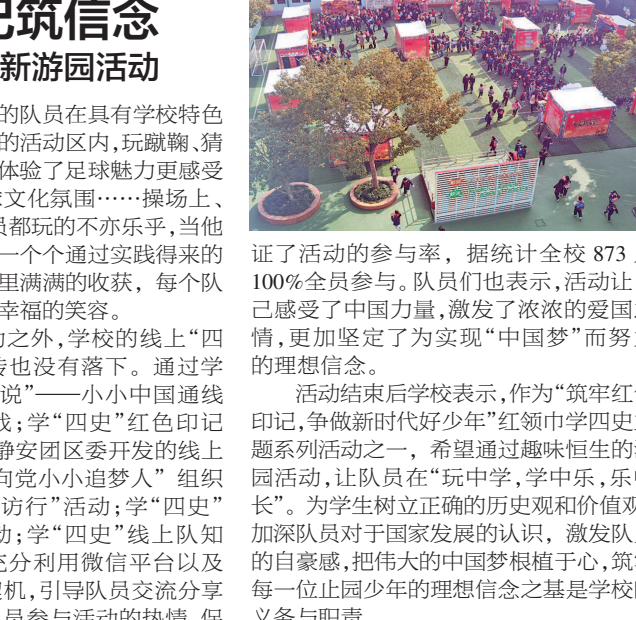 记筑信念
新游园活动
的队员在具有学校特色
的活动区内,玩蹴鞠、猜
体验了足球魅力更感受
文化氛围……操场上、
员都玩的不亦乐乎,当他
一个个通过实践得来的
里满满的收获，每个队
幸福的笑容。
之外,学校的线上“四
也没有落下。通过学
说”——小小中国通线
战;学“四史”红色印记
静安团区委开发的线上
向党小小追梦人”组织
访行”活动;学“四史”
动;学“四史”线上队知
充分利用微信平台以及
契机,引导队员交流分享
员参与活动的热情,保
证了活动的参与率，据统计全校 873
100%全员参与。队员们也表示,活动让
己感受了中国力量,激发了浓浓的爱国
情,更加坚定了为实现“中国梦”而努
的理想信念。
活动结束后学校表示,作为“筑牢红
印记,争做新时代好少年”红领巾学四史
题系列活动之一，希望通过趣味恒生的
园活动,让队员在“玩中学,学中乐,乐
长”。为学生树立正确的历史观和价值观
加深队员对于国家发展的认识，激发队
的自豪感,把伟大的中国梦根植于心,筑
每一位止园少年的理想信念之基是学校
义务与职责